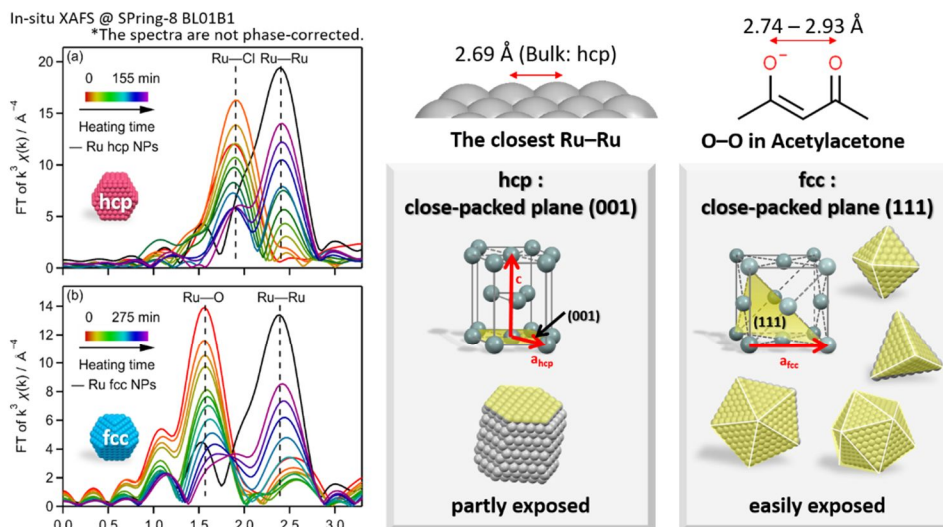 In-situ XAFS @ SPring-8 BL01B1
*The spectra are not phase-corrected.
(a)
Ru—Cl Ru—Ru
0 155 min
Heating time
— Ru hcp NPs
hcp
FT of k³ χ(k) / Å⁻⁴
20
15
10
5
0
(b)
Ru—O Ru—Ru
0 275 min
Heating time
— Ru fcc NPs
fcc
FT of k³ χ(k) / Å⁻⁴
14
12
10
8
6
4
2
0
0.0 0.5 1.0 1.5 2.0 2.5 3.0
2.69 Å (Bulk: hcp)
The closest Ru–Ru
2.74 – 2.93 Å
O⁻ O
O–O in Acetylacetone
hcp :
close-packed plane (001)
c
(001)
a_hcp
partly exposed
fcc :
close-packed plane (111)
(111)
a_fcc
easily exposed